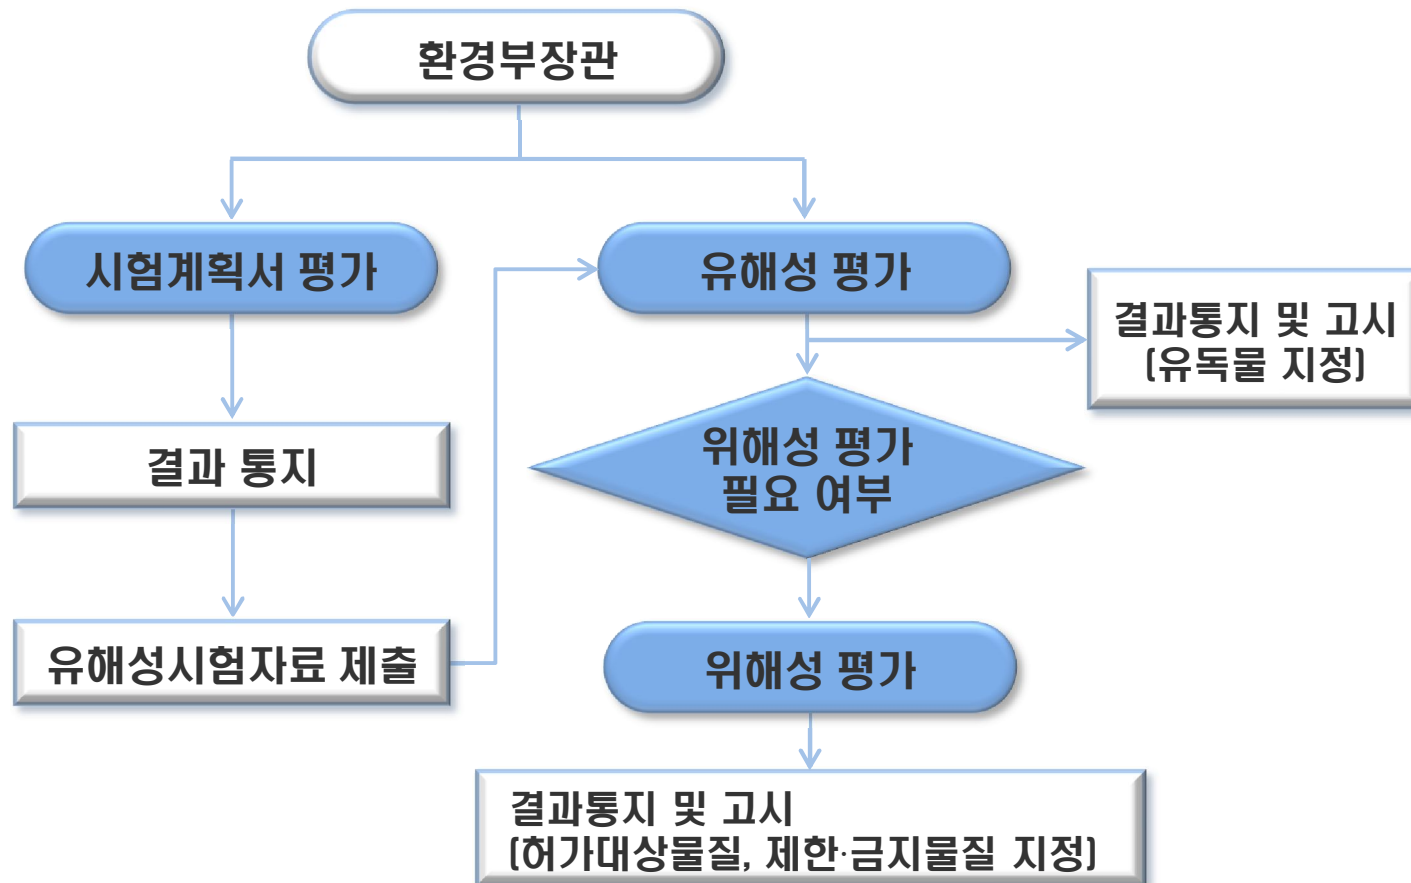 환경부장관
시험계획서 평가
유해성 평가
결과통지 및 고시
(유독물 지정)
결과 통지
위해성 평가
필요 여부
유해성시험자료 제출
위해성 평가
결과통지 및 고시
(허가대상물질, 제한·금지물질 지정)